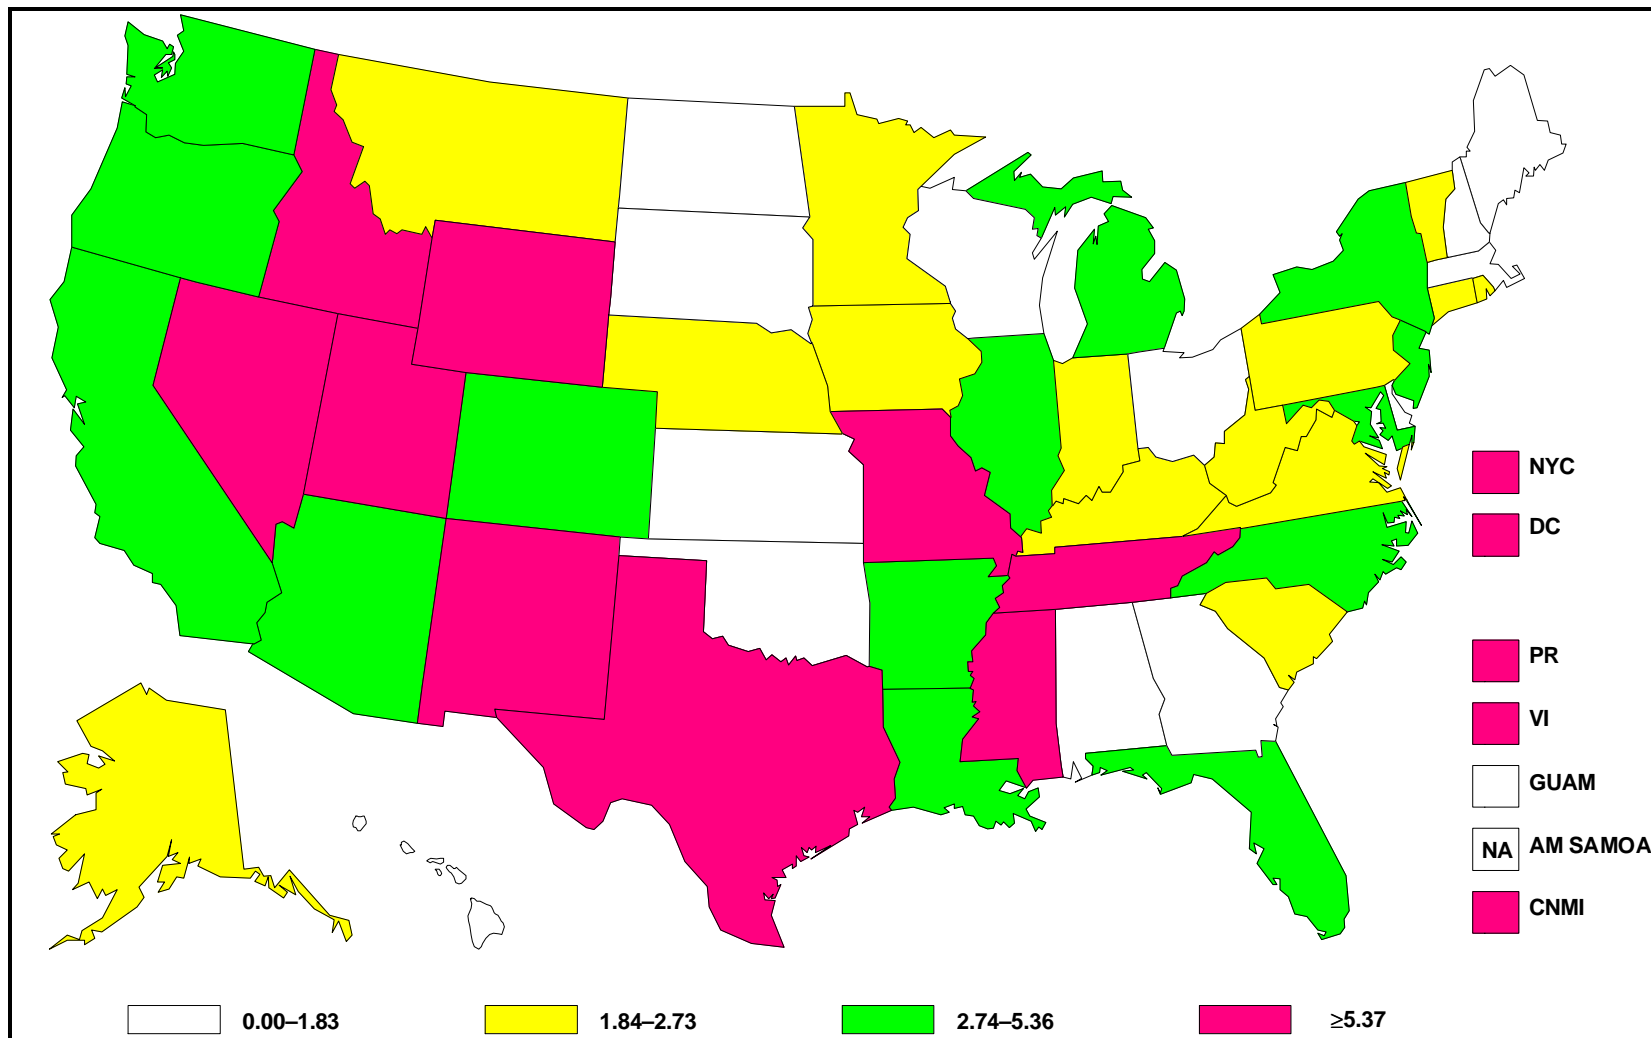 NYC
DC
PR
VI
GUAM
NA AM SAMOA
CNMI
0.00–1.83 1.84–2.73 2.74–5.36 ≥5.37